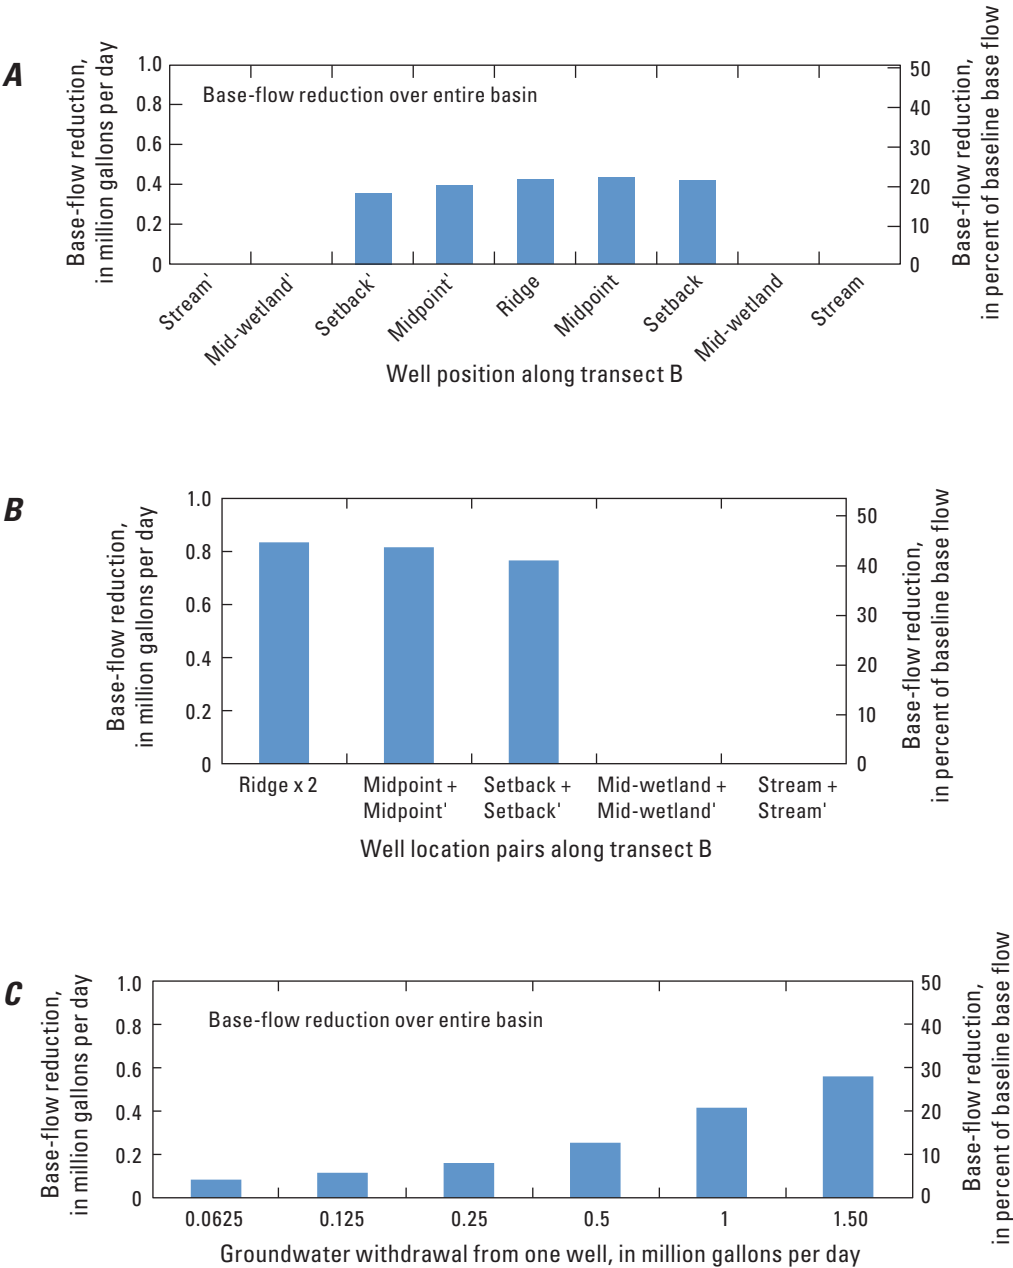 A
Base-flow reduction,
in million gallons per day
1.0
0.8
0.6
0.4
0.2
0
Base-flow reduction over entire basin
50
40
30
20
10
0
Base-flow reduction,
in percent of baseline base flow
Stream'
Mid-wetland'
Setback'
Midpoint'
Ridge
Midpoint
Setback
Mid-wetland
Stream
Well position along transect B
B
Base-flow reduction,
in million gallons per day
1.0
0.8
0.6
0.4
0.2
0
50
40
30
20
10
0
Base-flow reduction,
in percent of baseline base flow
Ridge x 2
Midpoint +
Midpoint'
Setback +
Setback'
Mid-wetland +
Mid-wetland'
Stream +
Stream'
Well location pairs along transect B
C
Base-flow reduction,
in million gallons per day
1.0
0.8
0.6
0.4
0.2
0
Base-flow reduction over entire basin
50
40
30
20
10
0
Base-flow reduction,
in percent of baseline base flow
0.0625
0.125
0.25
0.5
1
1.50
Groundwater withdrawal from one well, in million gallons per day